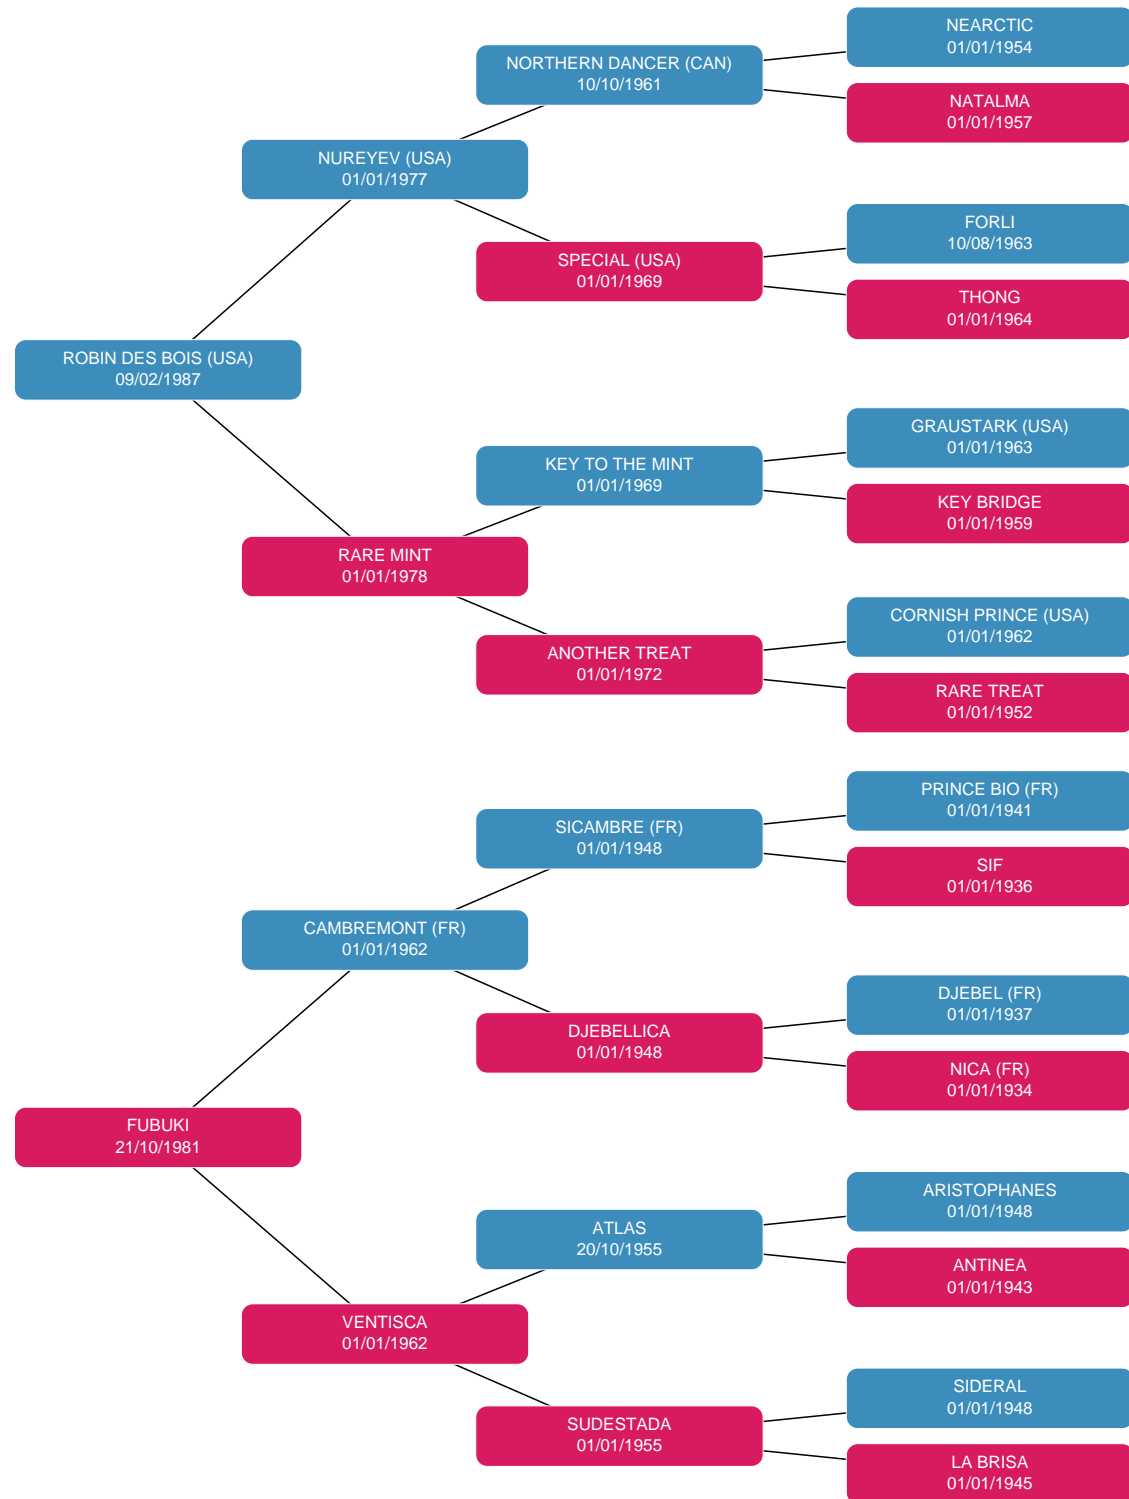 NEARCTIC
01/01/1954
NORTHERN DANCER (CAN)
10/10/1961
NATALMA
01/01/1957
NUREYEV (USA)
01/01/1977
FORLI
10/08/1963
SPECIAL (USA)
01/01/1969
THONG
01/01/1964
ROBIN DES BOIS (USA)
09/02/1987
GRAUSTARK (USA)
01/01/1963
KEY TO THE MINT
01/01/1969
KEY BRIDGE
01/01/1959
RARE MINT
01/01/1978
CORNISH PRINCE (USA)
01/01/1962
ANOTHER TREAT
01/01/1972
RARE TREAT
01/01/1952
PRINCE BIO (FR)
01/01/1941
SICAMBRE (FR)
01/01/1948
SIF
01/01/1936
CAMBREMONT (FR)
01/01/1962
DJEBEL (FR)
01/01/1937
DJEBELLICA
01/01/1948
NICA (FR)
01/01/1934
FUBUKI
21/10/1981
ARISTOPHANES
01/01/1948
ATLAS
20/10/1955
ANTINEA
01/01/1943
VENTISCA
01/01/1962
SIDERAL
01/01/1948
SUDESTADA
01/01/1955
LA BRISA
01/01/1945